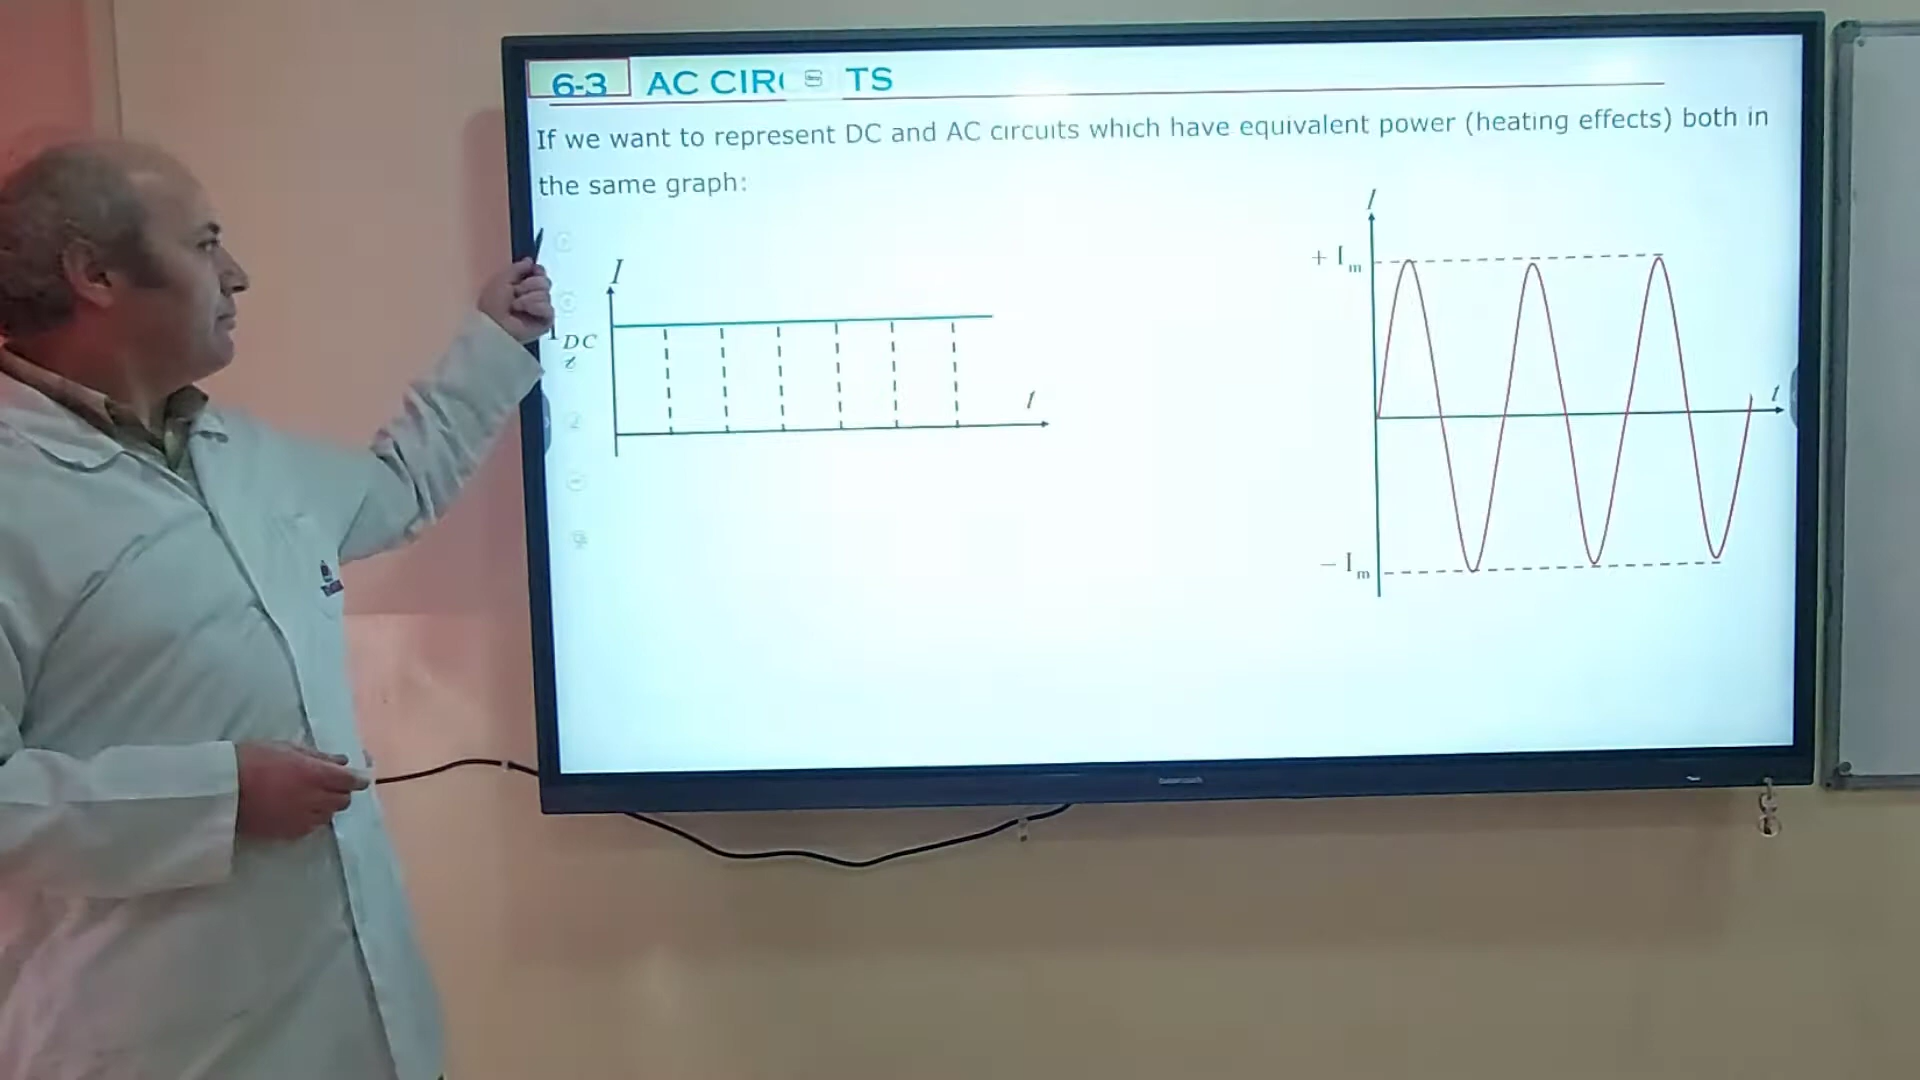 6-3 AC CIR TS
If we want to represent DC and AC circuits which have equivalent power (heating effects) both in
the same graph:
I
I DC
t
I
+ I m
t
– I m